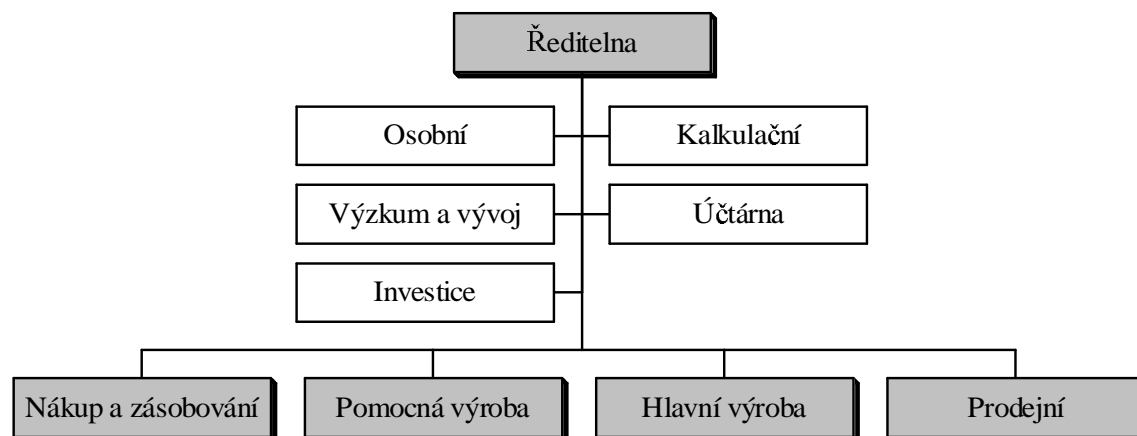 Ředitelna
Osobní
Kalkulační
Výzkum a vývoj
Účtárna
Investice
Nákup a zásobování
Pomocná výroba
Hlavní výroba
Prodejní